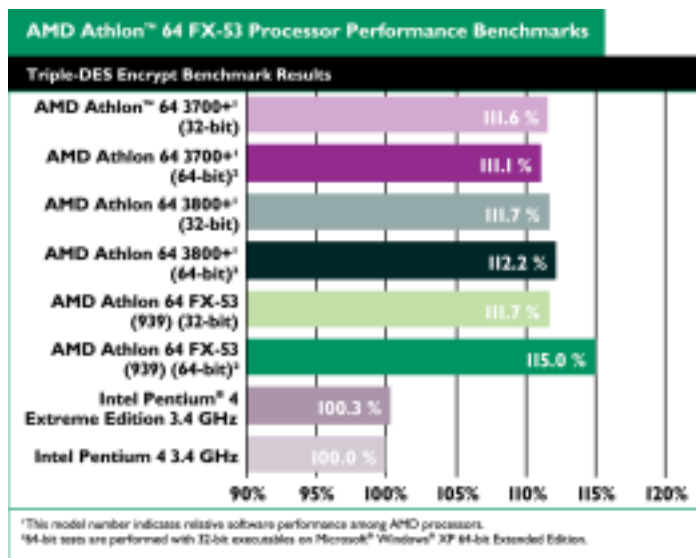 AMD Athlon™ 64 FX-53 Processor Performance Benchmarks
Triple-DES Encrypt Benchmark Results
AMD Athlon™ 64 3700+¹
(32-bit)
111.6 %
AMD Athlon 64 3700+¹
(64-bit)²
111.1 %
AMD Athlon 64 3800+¹
(32-bit)
111.7 %
AMD Athlon 64 3800+¹
(64-bit)²
112.2 %
AMD Athlon 64 FX-53
(939) (32-bit)
111.7 %
AMD Athlon 64 FX-53
(939) (64-bit)²
115.0 %
Intel Pentium® 4
Extreme Edition 3.4 GHz
100.3 %
Intel Pentium 4 3.4 GHz
100.0 %
90% 95% 100% 105% 110% 115% 120%
¹This model number indicates relative software performance among AMD processors.
²64-bit tests are performed with 32-bit executables on Microsoft® Windows® XP 64-bit Extended Edition.